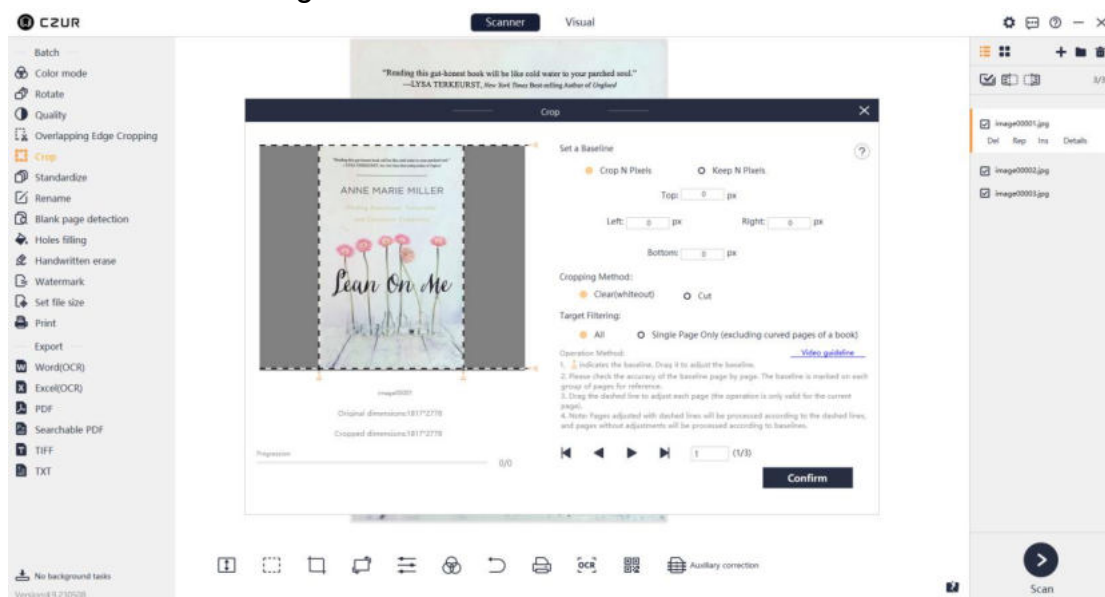 CZUR
Scanner
Visual
Batch
Color mode
Rotate
Quality
Overlapping Edge Cropping
Crop
Standardize
Rename
Blank page detection
Holes filling
Handwritten erase
Watermark
Set file size
Print
Export
Word(OCR)
Excel(OCR)
PDF
Searchable PDF
TIFF
TXT
No background tasks
Version:4.9.230508
"Reading this gut-honest book will be like cold water to your parched soul."
—LYSA TERKEURST, New York Times Best-selling Author of Unglued
Crop
ANNE MARIE MILLER
Lean On Me
image00001
Original dimensions:1817*2778
Cropped dimensions:1817*2778
Progression
0/0
Set a Baseline
Crop N Pixels
Keep N Pixels
Top: 0 px
Left: 0 px
Right: 0 px
Bottom: 0 px
Cropping Method:
Clear(whiteout)
Cut
Target Filtering:
All
Single Page Only (excluding curved pages of a book)
Operation Method:
Video guideline
1. indicates the baseline. Drag it to adjust the baseline.
2. Please check the accuracy of the baseline page by page. The baseline is marked on each
group of pages for reference.
3. Drag the dashed line to adjust each page (the operation is only valid for the current
page).
4. Note: Pages adjusted with dashed lines will be processed according to the dashed lines,
and pages without adjustments will be processed according to baselines.
1 (1/3)
Confirm
OCR
Auxiliary correction
3/3
image00001.jpg
Del Rep Ins Details
image00002.jpg
image00003.jpg
Scan